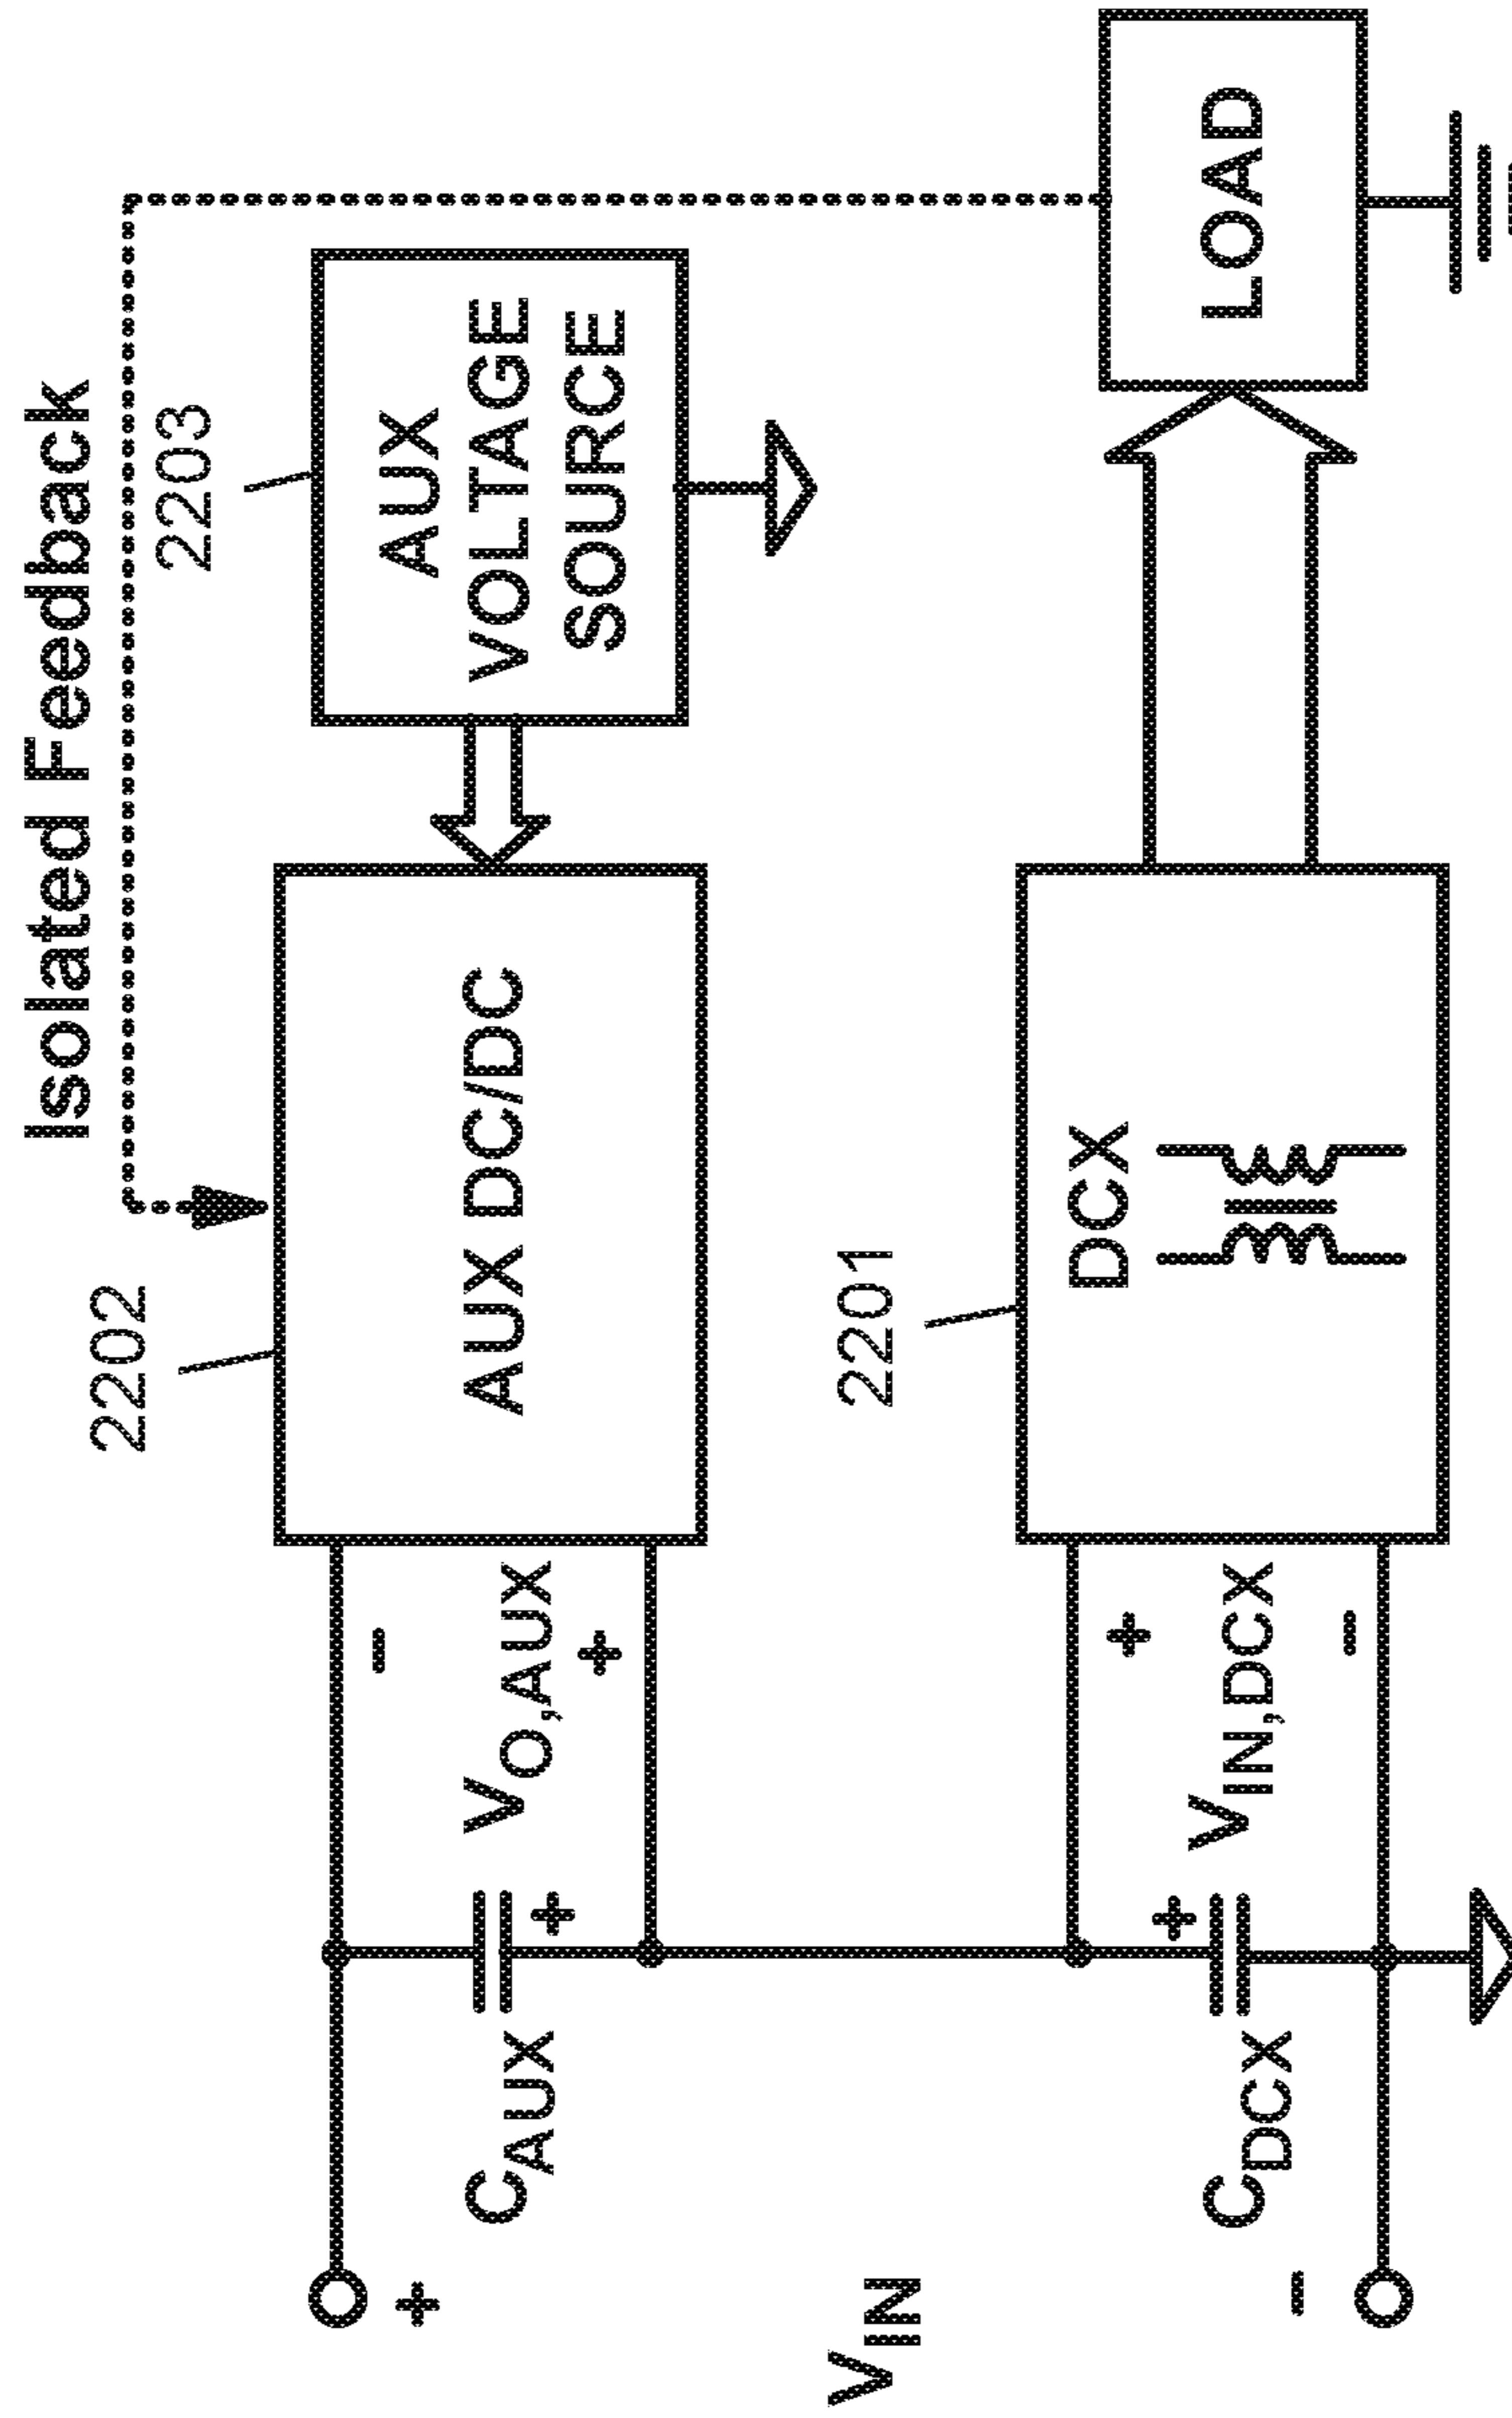 Isolated Feedback
2202
2203
AUX DC/DC
AUX
VOLTAGE
SOURCE
+
CAUX
+
-
VO,AUX
+
VIN
2201
DCX
LOAD
-
CDCX
+
+
VIN,DCX
-